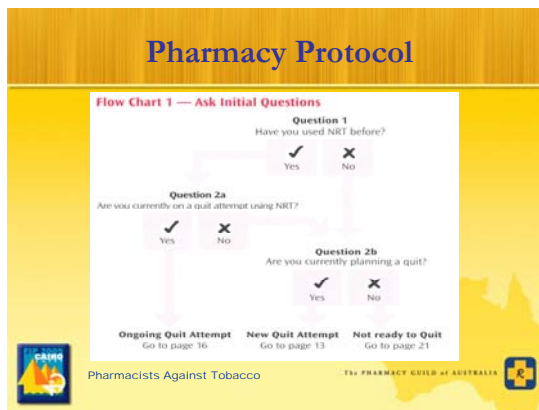 Pharmacy Protocol
Flow Chart 1 — Ask Initial Questions
Question 1
Have you used NRT before?
Yes No
Question 2a
Are you currently on a quit attempt using NRT?
Yes No
Question 2b
Are you currently planning a quit?
Yes No
Ongoing Quit Attempt New Quit Attempt Not ready to Quit
Go to page 16 Go to page 13 Go to page 21
CAIRO
Pharmacists Against Tobacco
The PHARMACY GUILD of AUSTRALIA